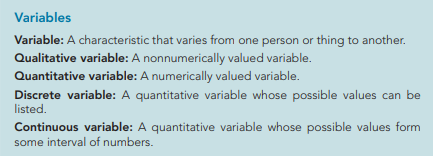 Variables
Variable: A characteristic that varies from one person or thing to another.
Qualitative variable: A nonnumerically valued variable.
Quantitative variable: A numerically valued variable.
Discrete variable: A quantitative variable whose possible values can be
listed.
Continuous variable: A quantitative variable whose possible values form
some interval of numbers.